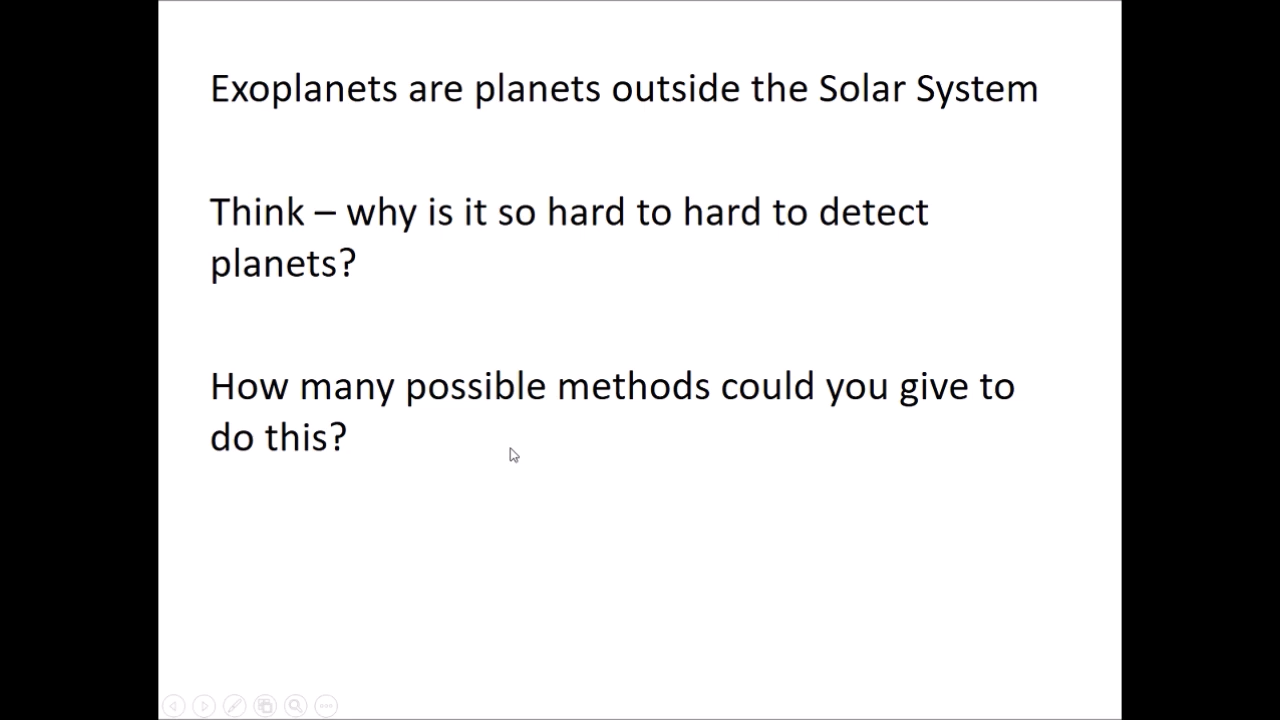 Exoplanets are planets outside the Solar System
Think – why is it so hard to hard to detect
planets?
How many possible methods could you give to
do this?